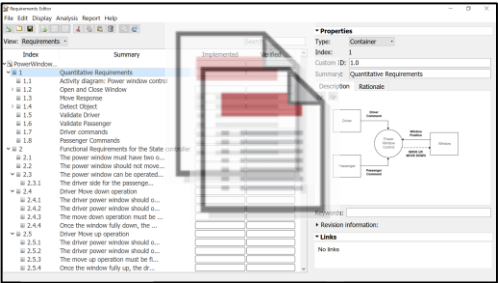 Requirements Editor
File Edit Display Analysis Report Help
View: Requirements
Search
Index Summary Implemented Verified
PowerWindow...
1 Quantitative Requirements
1.1 Activity diagram: Power window control
1.2 Open and Close Window
1.3 Move Response
1.4 Detect Object
1.5 Validate Driver
1.6 Validate Passenger
1.7 Driver commands
1.8 Passenger Commands
2 Functional Requirements for the State controller
2.1 The power window must have two o...
2.2 The power window should not move...
2.3 The power window can be operated...
2.3.1 The driver side for the passenge...
2.4 Driver Move down operation
2.4.1 The driver power window should o...
2.4.2 The driver power window should o...
2.4.3 The move down operation must be ...
2.4.4 Once the window fully down, the ...
2.5 Driver Move up operation
2.5.1 The driver power window should o...
2.5.2 The driver power window should o...
2.5.3 The move up operation must be fi...
2.5.4 Once the window fully up, the dr...
Properties
Type: Container
Index: 1
Custom ID: 1.0
Summary: Quantitative Requirements
Description Rationale
Driver
Driver
Command
Power
Window
Control
Window
Position
MOVE UP
MOVE DOWN
Window
Passenger
Passenger
Command
Keywords:
Revision information:
Links
No links